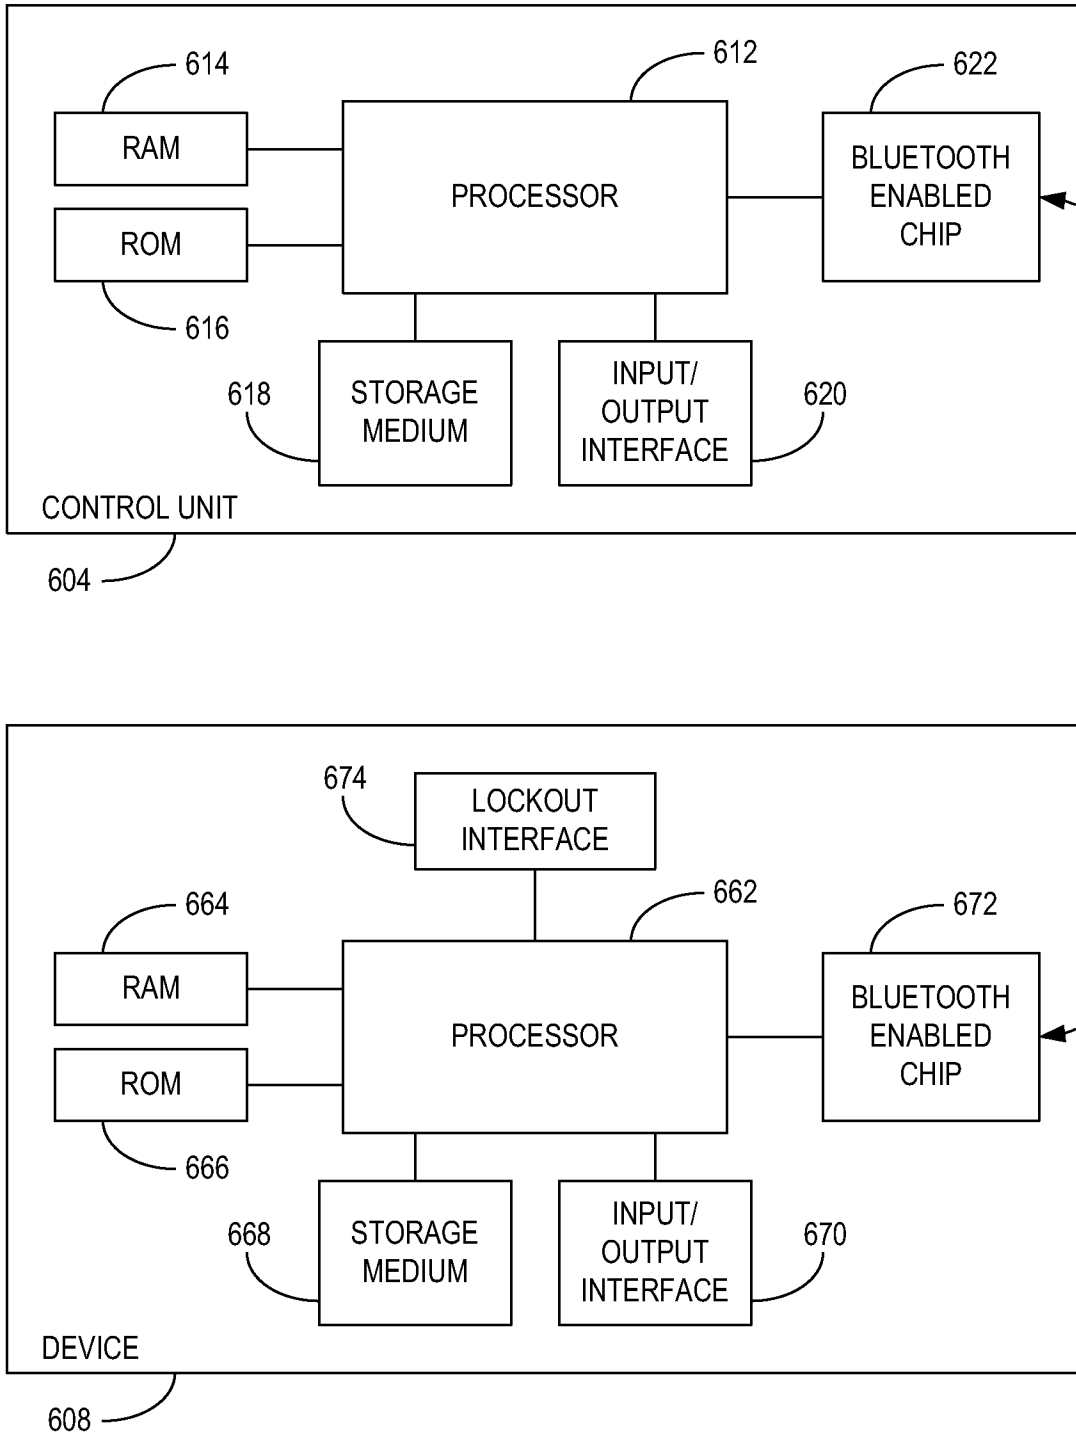 614
612
622
RAM
PROCESSOR
BLUETOOTH
ENABLED
CHIP
ROM
616
618
STORAGE
MEDIUM
INPUT/
OUTPUT
INTERFACE
620
CONTROL UNIT
604
674
LOCKOUT
INTERFACE
664
662
672
RAM
PROCESSOR
BLUETOOTH
ENABLED
CHIP
ROM
666
668
STORAGE
MEDIUM
INPUT/
OUTPUT
INTERFACE
670
DEVICE
608